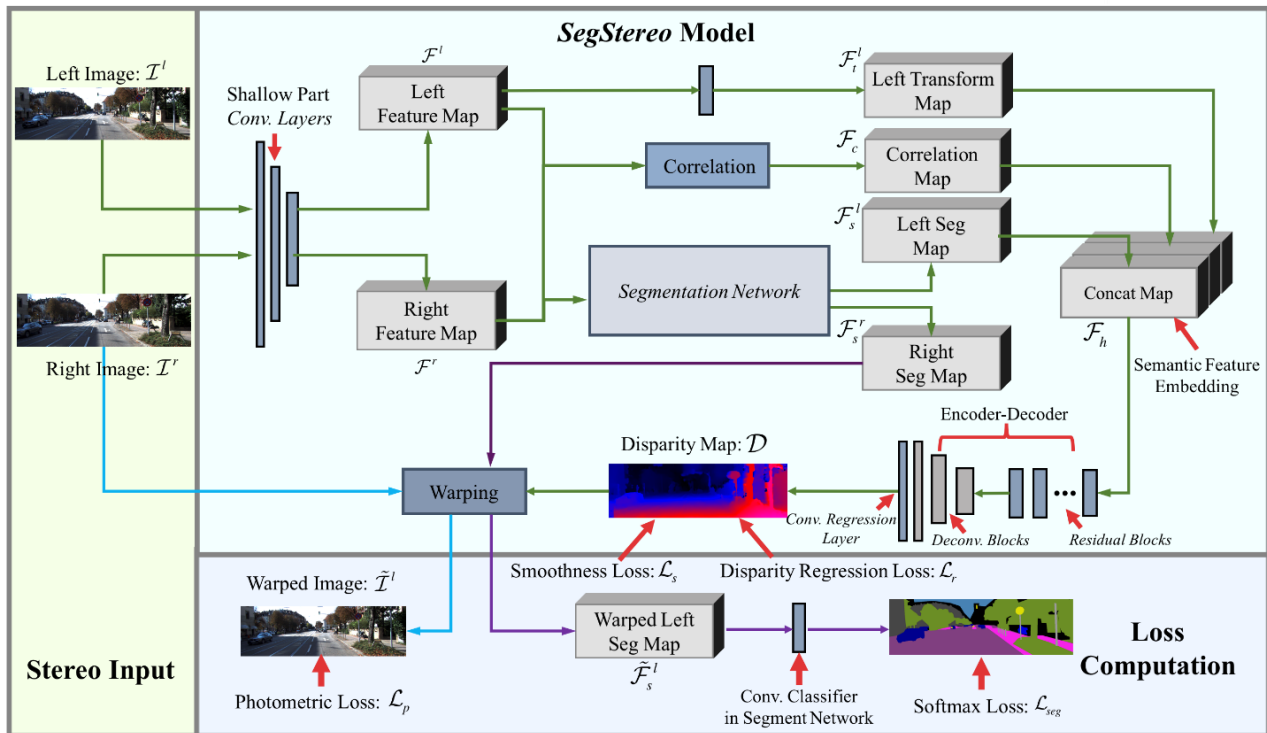 SegStereo Model
Left Image: 𝓘^l
Shallow Part
Conv. Layers
𝓕^l
Left
Feature Map
𝓕_t^l
Left Transform
Map
Correlation
𝓕_c
Correlation
Map
𝓕_s^l
Left Seg
Map
Segmentation Network
Right
Feature Map
𝓕^r
𝓕_s^r
Right
Seg Map
Concat Map
𝓕_h
Semantic Feature
Embedding
Right Image: 𝓘^r
Encoder-Decoder
Disparity Map: 𝓓
Warping
Conv. Regression
Layer
Deconv. Blocks
Residual Blocks
Smoothness Loss: 𝓛_s
Disparity Regression Loss: 𝓛_r
Warped Image: 𝓘̃^l
Warped Left
Seg Map
𝓕̃_s^l
Photometric Loss: 𝓛_p
Conv. Classifier
in Segment Network
Softmax Loss: 𝓛_seg
Stereo Input
Loss
Computation